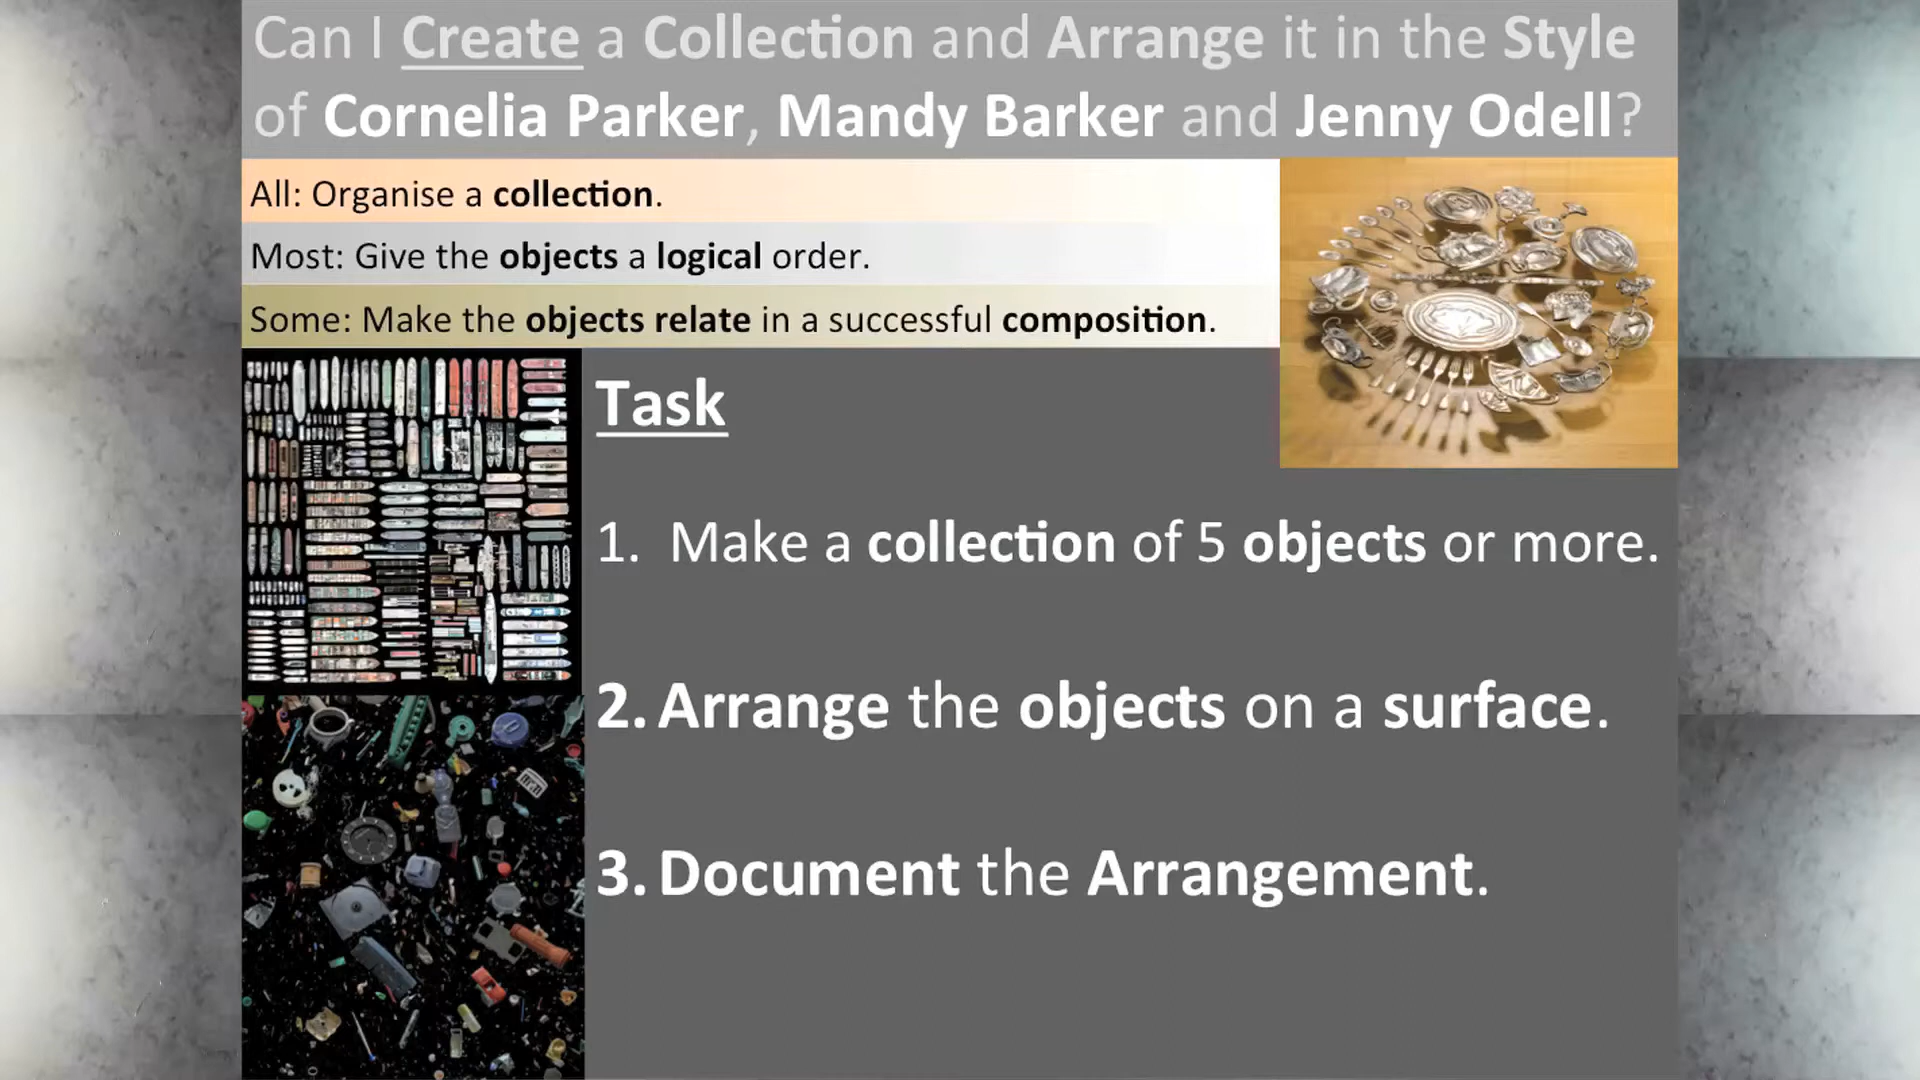 Can I Create a Collection and Arrange it in the Style
of Cornelia Parker, Mandy Barker and Jenny Odell?
All: Organise a collection.
Most: Give the objects a logical order.
Some: Make the objects relate in a successful composition.
Task
1. Make a collection of 5 objects or more.
2. Arrange the objects on a surface.
3. Document the Arrangement.